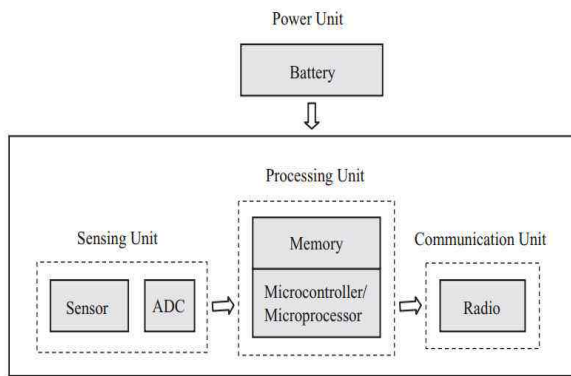 Power Unit
Battery
Processing Unit
Sensing Unit
Memory
Communication Unit
Sensor
ADC
Microcontroller/
Microprocessor
Radio